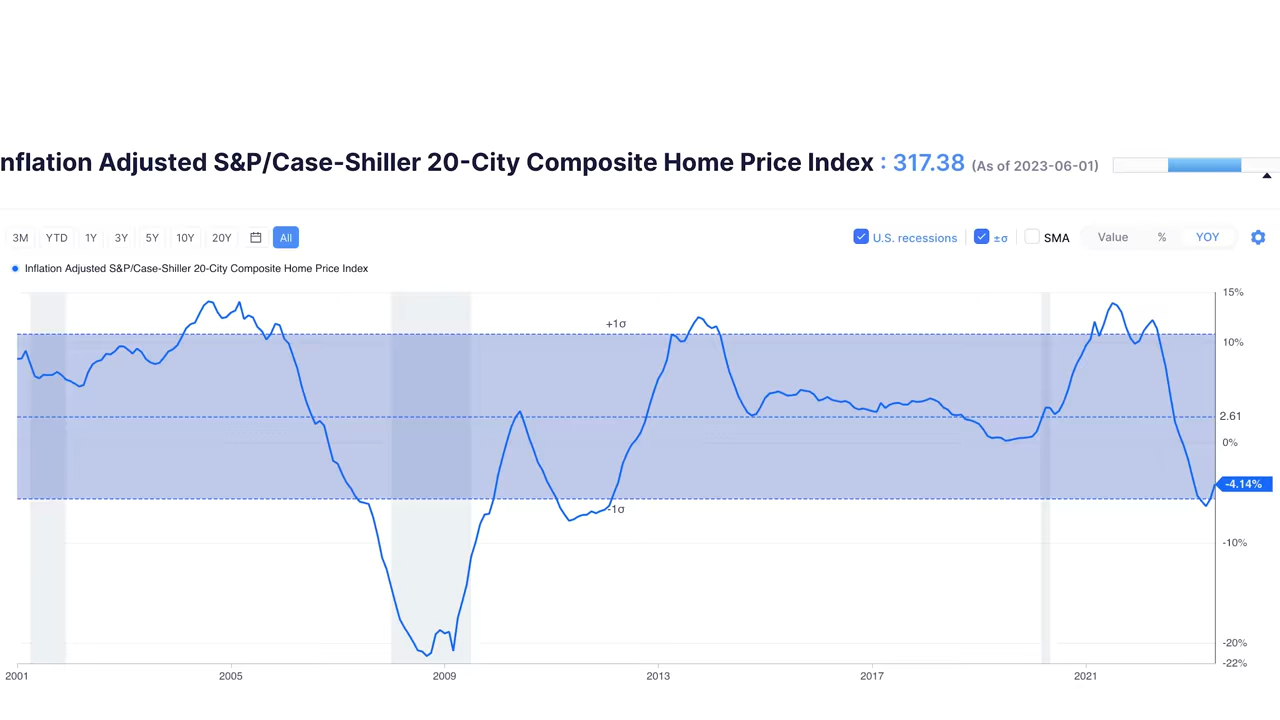 nflation Adjusted S&P/Case-Shiller 20-City Composite Home Price Index : 317.38 (As of 2023-06-01)
3M YTD 1Y 3Y 5Y 10Y 20Y All U.S. recessions ±σ SMA Value % YOY
Inflation Adjusted S&P/Case-Shiller 20-City Composite Home Price Index
15%
+1σ
10%
2.61
0%
-4.14%
-1σ
-10%
-20%
-22%
2001 2005 2009 2013 2017 2021